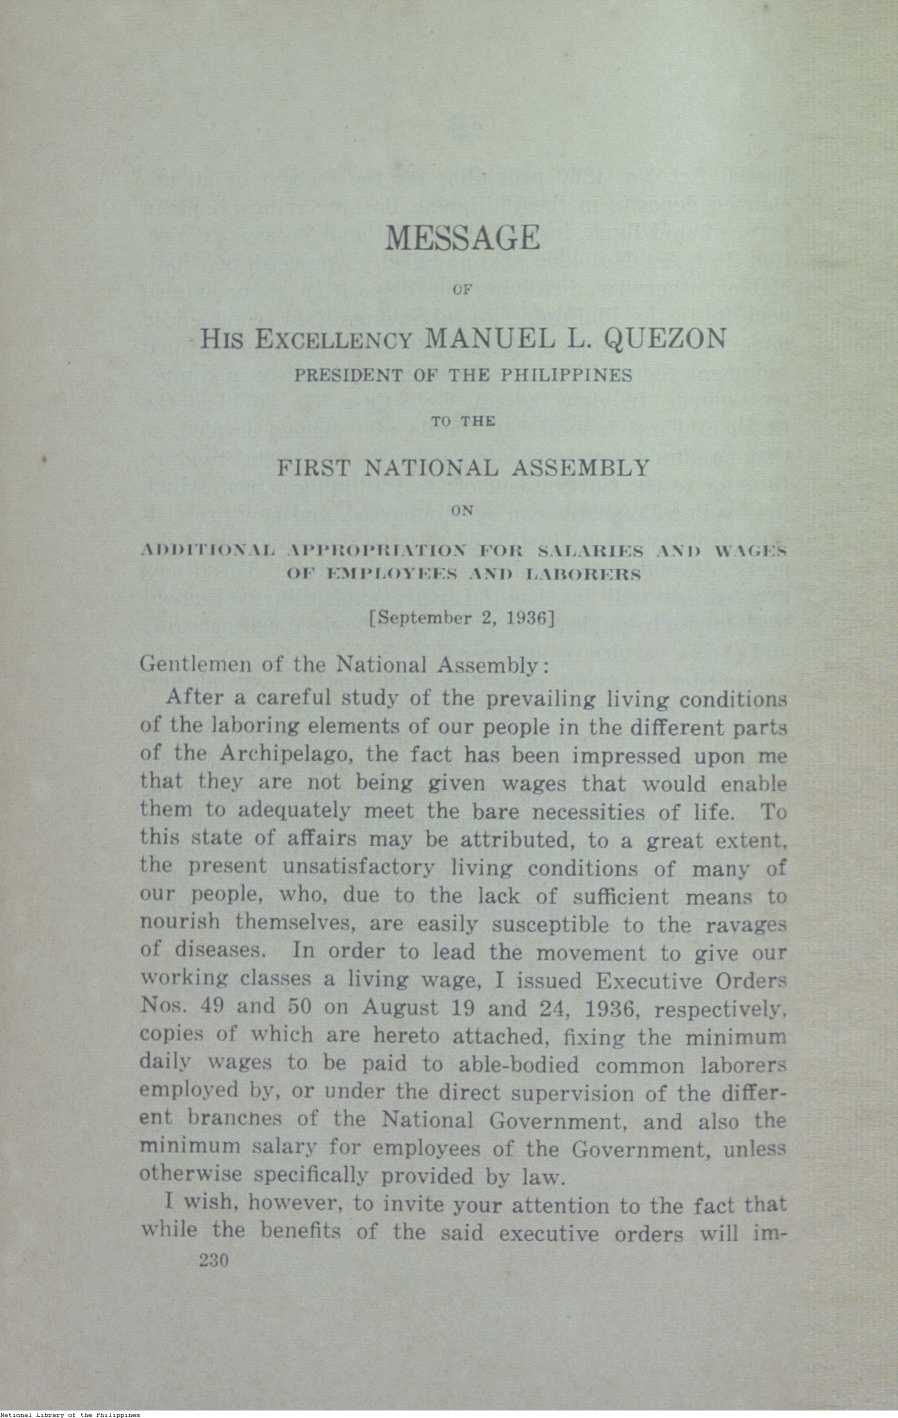 MESSAGE
OF
HIS EXCELLENCY MANUEL L. QUEZON
PRESIDENT OF THE PHILIPPINES
TO THE
FIRST NATIONAL ASSEMBLY
ON
ADDITIONAL APPROPRIATION FOR SALARIES AND WAGES
OF EMPLOYEES AND LABORERS
[September 2, 1936]
Gentlemen of the National Assembly:
After a careful study of the prevailing living conditions
of the laboring elements of our people in the different parts
of the Archipelago, the fact has been impressed upon me
that they are not being given wages that would enable
them to adequately meet the bare necessities of life. To
this state of affairs may be attributed, to a great extent,
the present unsatisfactory living conditions of many of
our people, who, due to the lack of sufficient means to
nourish themselves, are easily susceptible to the ravages
of diseases. In order to lead the movement to give our
working classes a living wage, I issued Executive Orders
Nos. 49 and 50 on August 19 and 24, 1936, respectively,
copies of which are hereto attached, fixing the minimum
daily wages to be paid to able-bodied common laborers
employed by, or under the direct supervision of the differ-
ent branches of the National Government, and also the
minimum salary for employees of the Government, unless
otherwise specifically provided by law.
I wish, however, to invite your attention to the fact that
while the benefits of the said executive orders will im-
230
National Library of the Philippines